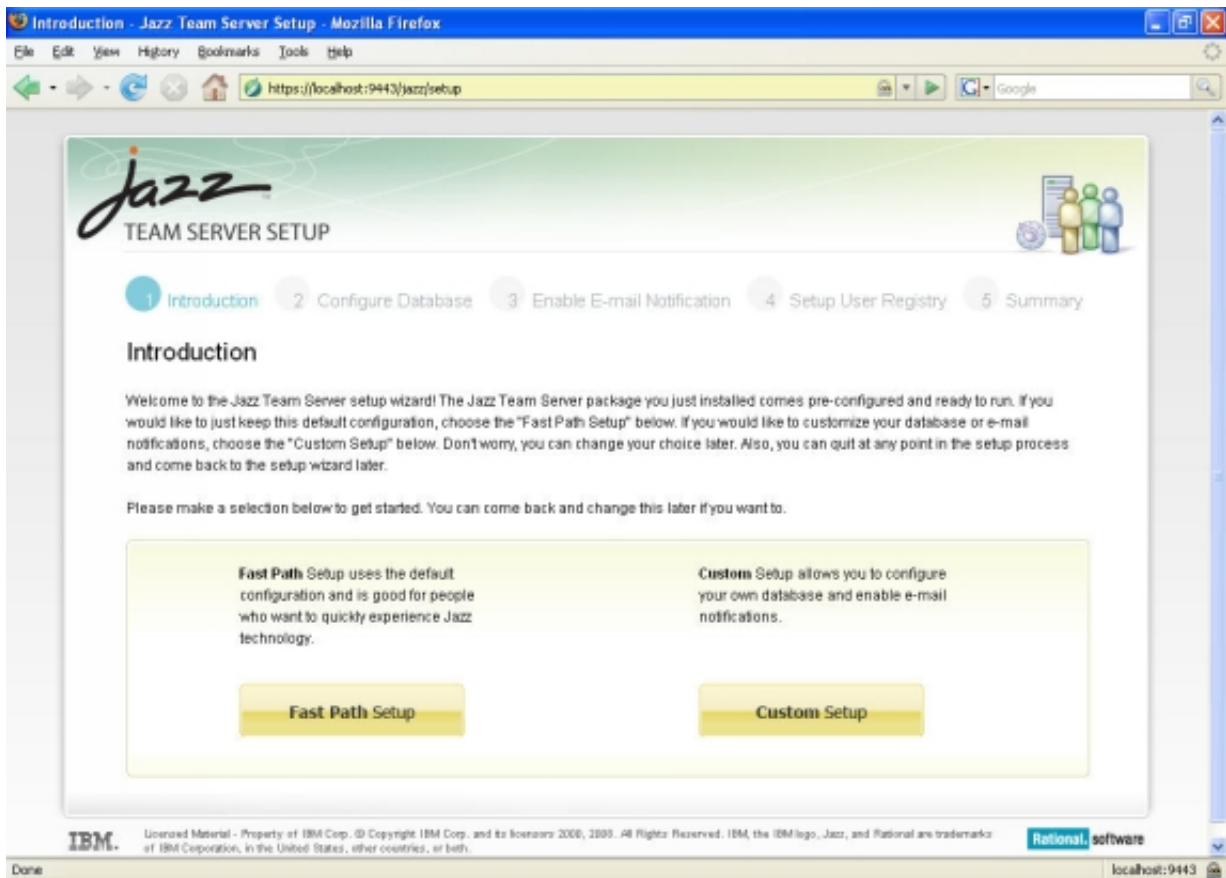 Introduction - Jazz Team Server Setup - Mozilla Firefox
File Edit View History Bookmarks Tools Help
https://localhost:9443/jazz/setup
Google
jazz
TEAM SERVER SETUP
1 Introduction 2 Configure Database 3 Enable E-mail Notification 4 Setup User Registry 5 Summary
Introduction
Welcome to the Jazz Team Server setup wizard! The Jazz Team Server package you just installed comes pre-configured and ready to run. If you
would like to just keep this default configuration, choose the "Fast Path Setup" below. If you would like to customize your database or e-mail
notifications, choose the "Custom Setup" below. Don't worry, you can change your choice later. Also, you can quit at any point in the setup process
and come back to the setup wizard later.
Please make a selection below to get started. You can come back and change this later if you want to.
Fast Path Setup uses the default
configuration and is good for people
who want to quickly experience Jazz
technology.
Fast Path Setup
Custom Setup allows you to configure
your own database and enable e-mail
notifications.
Custom Setup
IBM.
Licensed Material - Property of IBM Corp. © Copyright IBM Corp. and its licensors All Rights Reserved. IBM, the IBM logo, Jazz, and Rational are trademarks
of IBM Corporation, in the United States, other countries, or both.
Rational. software
Done
localhost:9443